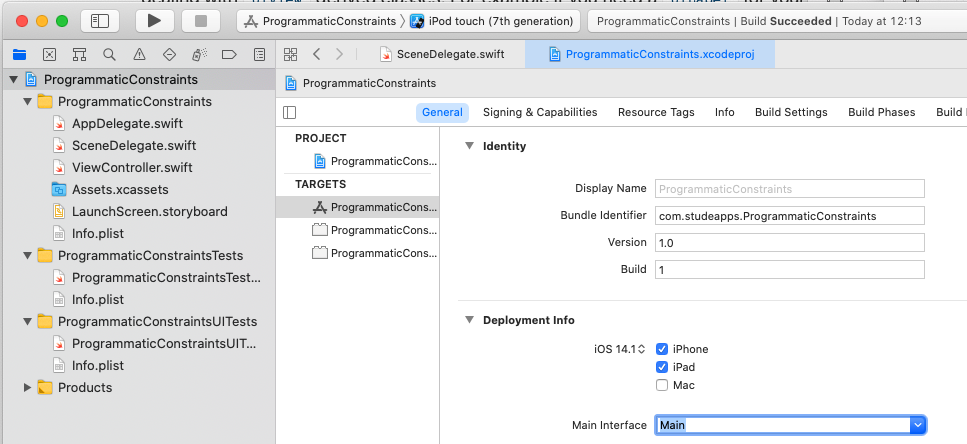 ProgrammaticConstraints iPod touch (7th generation)
ProgrammaticConstraints | Build Succeeded | Today at 12:13
SceneDelegate.swift
ProgrammaticConstraints.xcodeproj
ProgrammaticConstraints
ProgrammaticConstraints
AppDelegate.swift
SceneDelegate.swift
ViewController.swift
Assets.xcassets
LaunchScreen.storyboard
Info.plist
ProgrammaticConstraintsTests
ProgrammaticConstraintsTest...
Info.plist
ProgrammaticConstraintsUITests
ProgrammaticConstraintsUIT...
Info.plist
Products
ProgrammaticConstraints
General Signing & Capabilities Resource Tags Info Build Settings Build Phases Build
PROJECT
ProgrammaticCons...
TARGETS
ProgrammaticCons...
ProgrammaticCons...
ProgrammaticCons...
Identity
Display Name ProgrammaticConstraints
Bundle Identifier com.studeapps.ProgrammaticConstraints
Version 1.0
Build 1
Deployment Info
iOS 14.1 iPhone
iPad
Mac
Main Interface Main